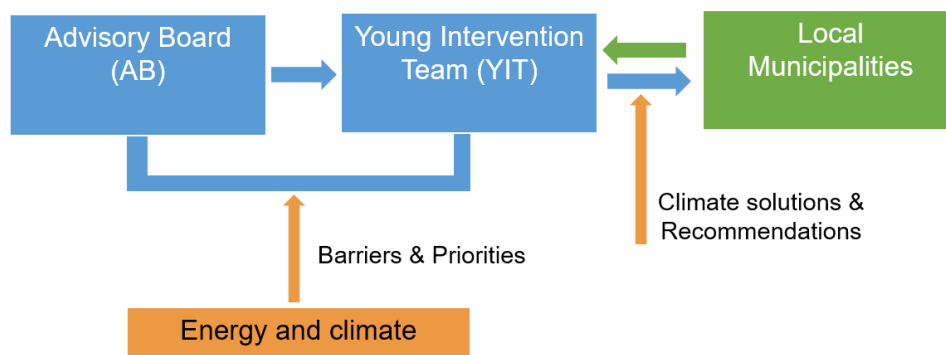 Advisory Board
(AB)
Young Intervention
Team (YIT)
Local
Municipalities
Climate solutions &
Recommendations
Barriers & Priorities
Energy and climate